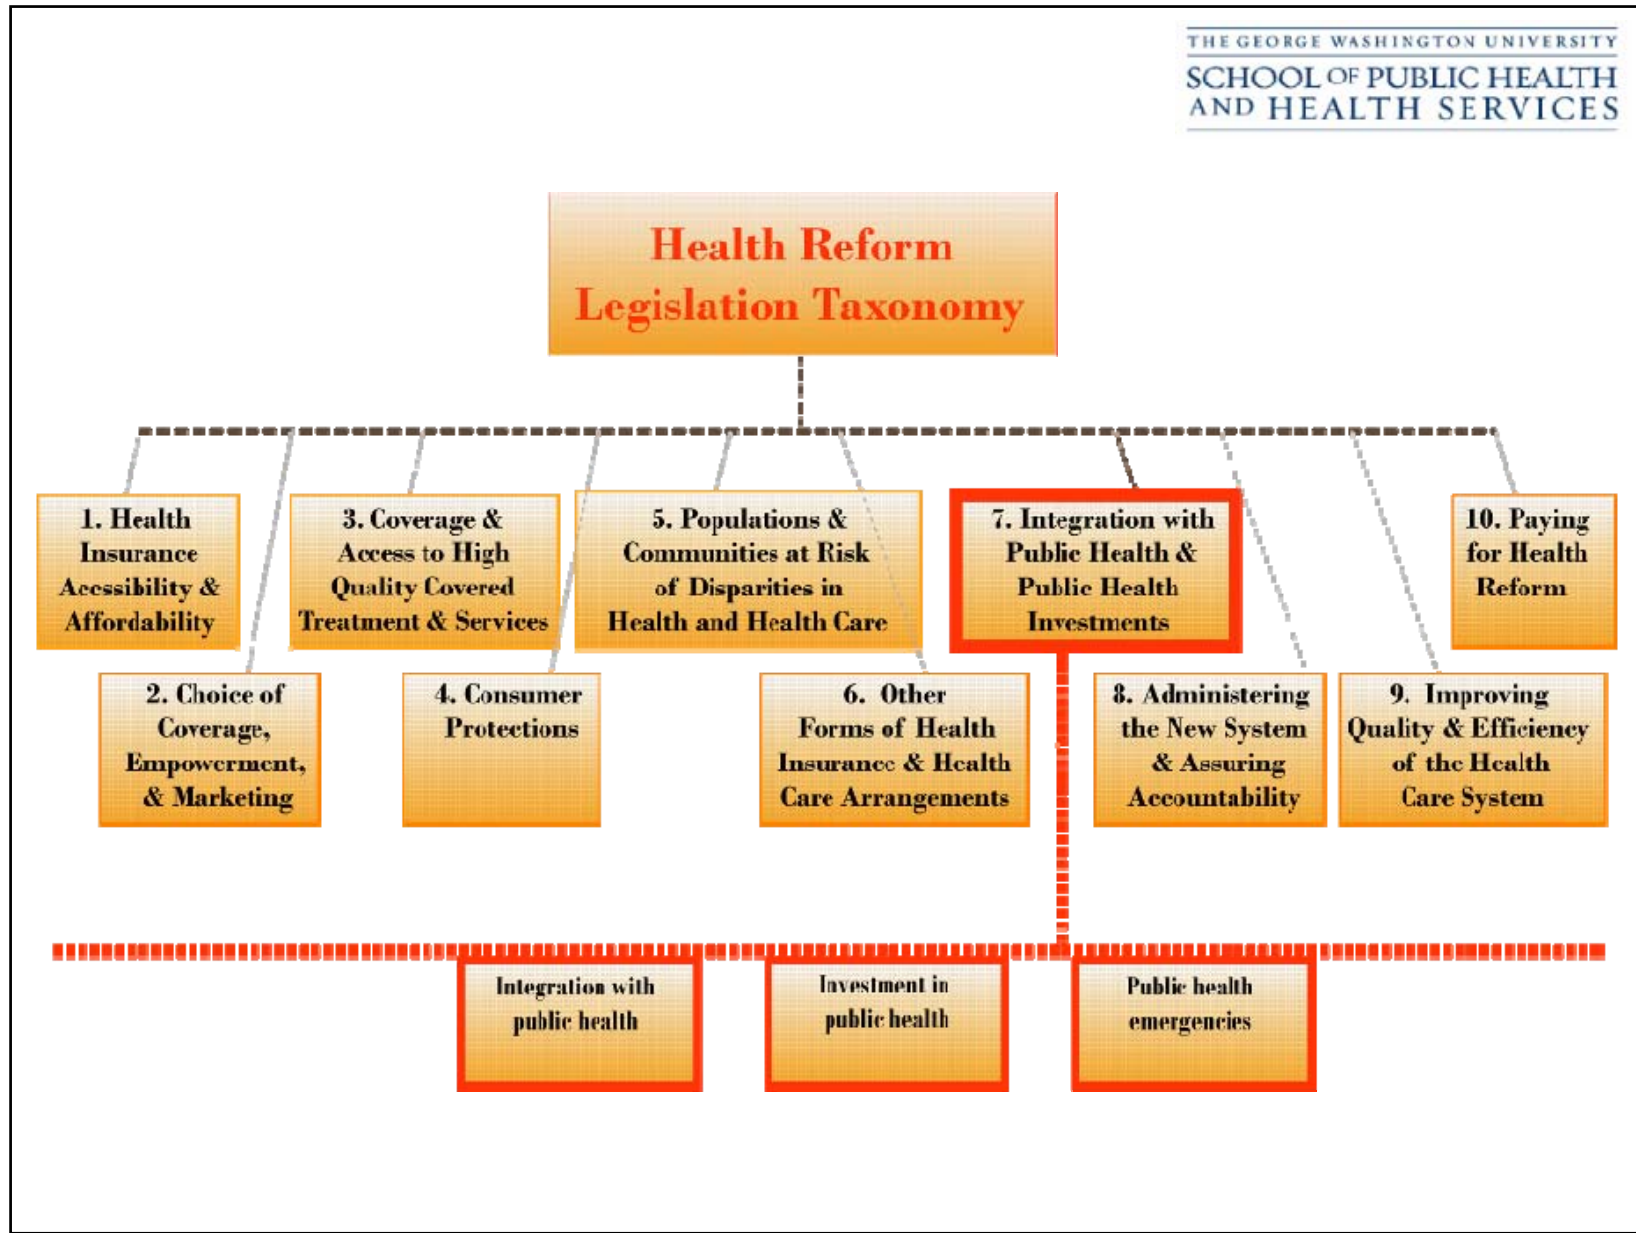 THE GEORGE WASHINGTON UNIVERSITY
SCHOOL OF PUBLIC HEALTH
AND HEALTH SERVICES
Health Reform
Legislation Taxonomy
1. Health
Insurance
Accessibility &
Affordability
2. Choice of
Coverage,
Empowerment,
& Marketing
3. Coverage &
Access to High
Quality Covered
Treatment & Services
4. Consumer
Protections
5. Populations &
Communities at Risk
of Disparities in
Health and Health Care
6. Other
Forms of Health
Insurance & Health
Care Arrangements
7. Integration with
Public Health &
Public Health
Investments
8. Administering
the New System
& Assuring
Accountability
9. Improving
Quality & Efficiency
of the Health
Care System
10. Paying
for Health
Reform
Integration with
public health
Investment in
public health
Public health
emergencies